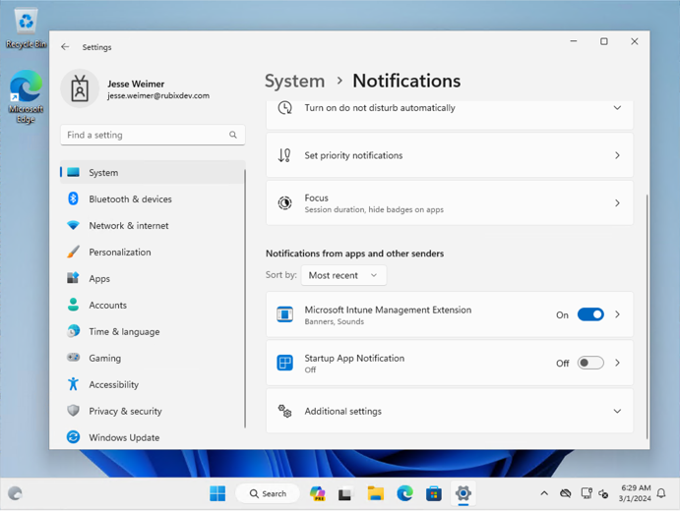 Recycle Bin
Microsoft
Edge
Settings
Jesse Weimer
jesse.weimer@rubixdev.com
Find a setting
System
Bluetooth & devices
Network & internet
Personalization
Apps
Accounts
Time & language
Gaming
Accessibility
Privacy & security
Windows Update
System > Notifications
Turn on do not disturb automatically
Set priority notifications
Focus
Session duration, hide badges on apps
Notifications from apps and other senders
Sort by: Most recent
Microsoft Intune Management Extension
Banners, Sounds
On
Startup App Notification
Off
Off
Additional settings
Search
PRE
6:29 AM
3/1/2024